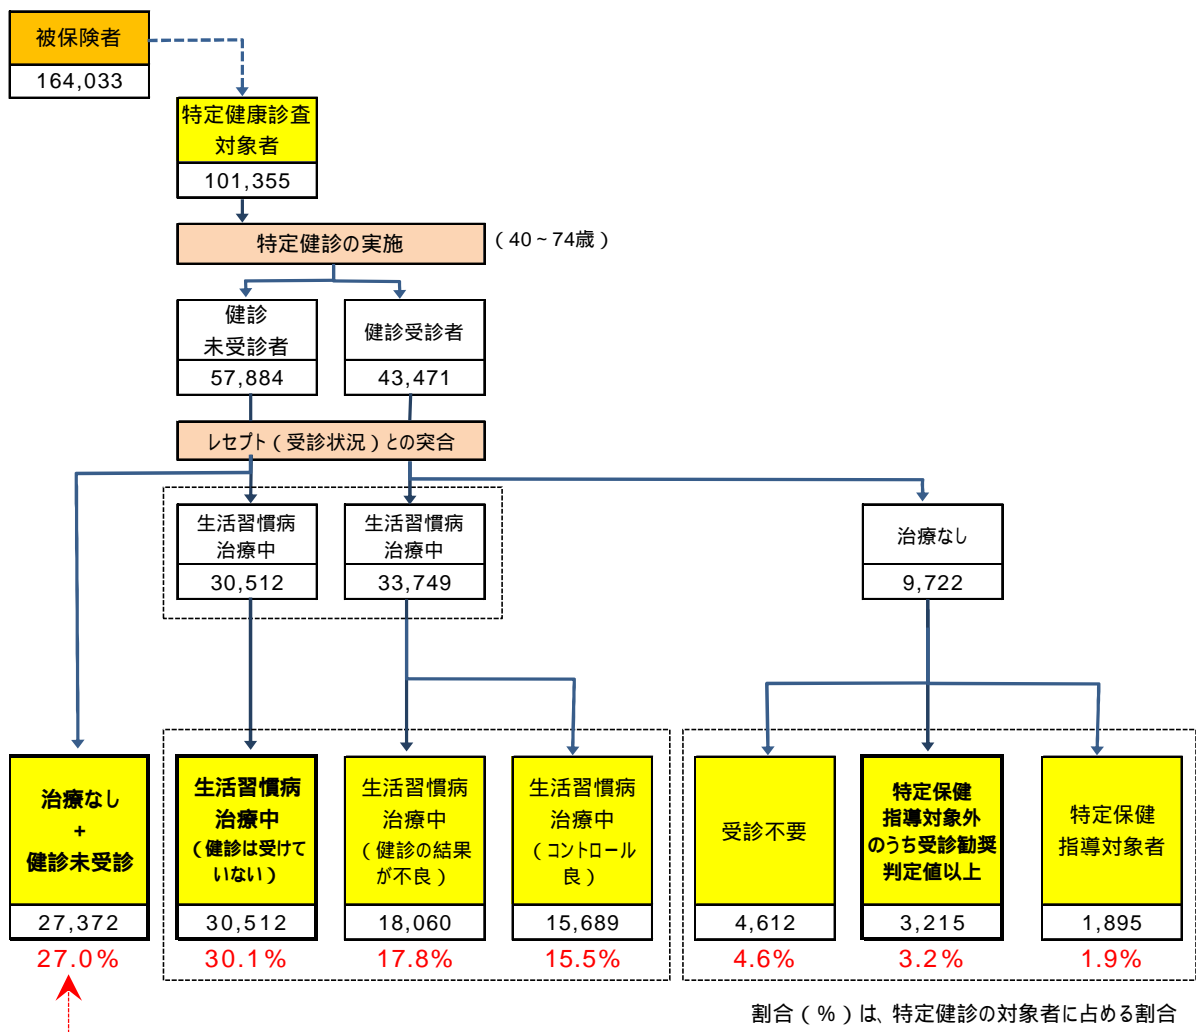 被保険者
164,033
特定健康診査
対象者
101,355
特定健診の実施
（40～74歳）
健診
未受診者
57,884
健診受診者
43,471
レセプト（受診状況）との突合
生活習慣病
治療中
30,512
生活習慣病
治療中
33,749
治療なし
9,722
治療なし
+
健診未受診
27,372
27.0%
生活習慣病
治療中
（健診は受けて
いない）
30,512
30.1%
生活習慣病
治療中
（健診の結果
が不良）
18,060
17.8%
生活習慣病
治療中
（コントロール
良）
15,689
15.5%
受診不要
4,612
4.6%
特定保健
指導対象外
のうち受診勧奨
判定値以上
3,215
3.2%
特定保健
指導対象者
1,895
1.9%
割合（%）は、特定健診の対象者に占める割合